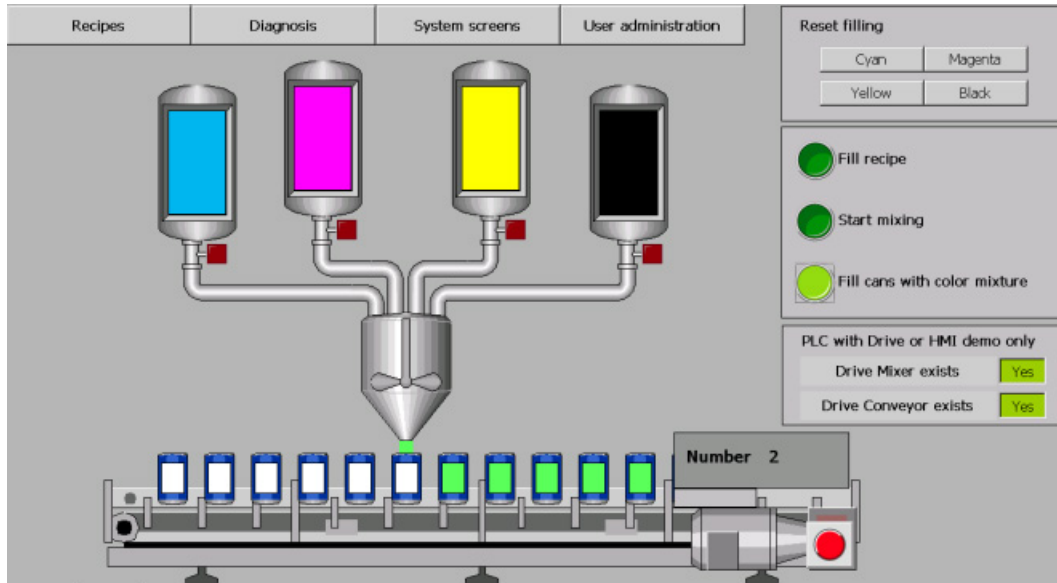 Recipes
Diagnosis
System screens
User administration
Reset filling
Cyan
Magenta
Yellow
Black
Fill recipe
Start mixing
Fill cans with color mixture
PLC with Drive or HMI demo only
Drive Mixer exists
Yes
Drive Conveyor exists
Yes
Number 2